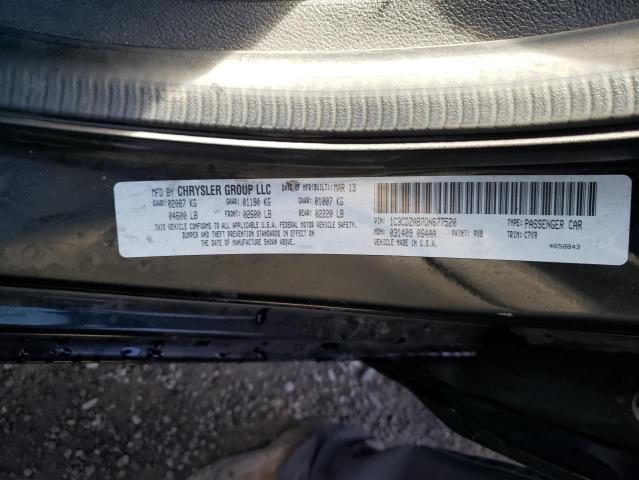 MFD BY CHRYSLER GROUP LLC DATE OF MFR(BUILT): MAR 13
GVWR: 02087 KG GAWR: 01180 KG GAWR: 01007 KG
04600 LB FRONT: 02600 LB REAR: 02220 LB
THIS VEHICLE CONFORMS TO ALL APPLICABLE U.S.A. FEDERAL MOTOR VEHICLE SAFETY,
BUMPER AND THEFT PREVENTION STANDARDS IN EFFECT ON
THE DATE OF MANUFACTURE SHOWN ABOVE.
VIN: 1C3CDZAB7DN677520 TYPE: PASSENGER CAR
MDH: 031409 064AA PAINT: PX8 TRIM: C7X9
VEHICLE MADE IN U.S.A. 4658843